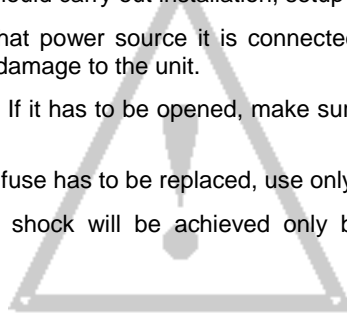 ould carry out installation, setup
hat power source it is connected
damage to the unit.
If it has to be opened, make sur
fuse has to be replaced, use only
shock will be achieved only b